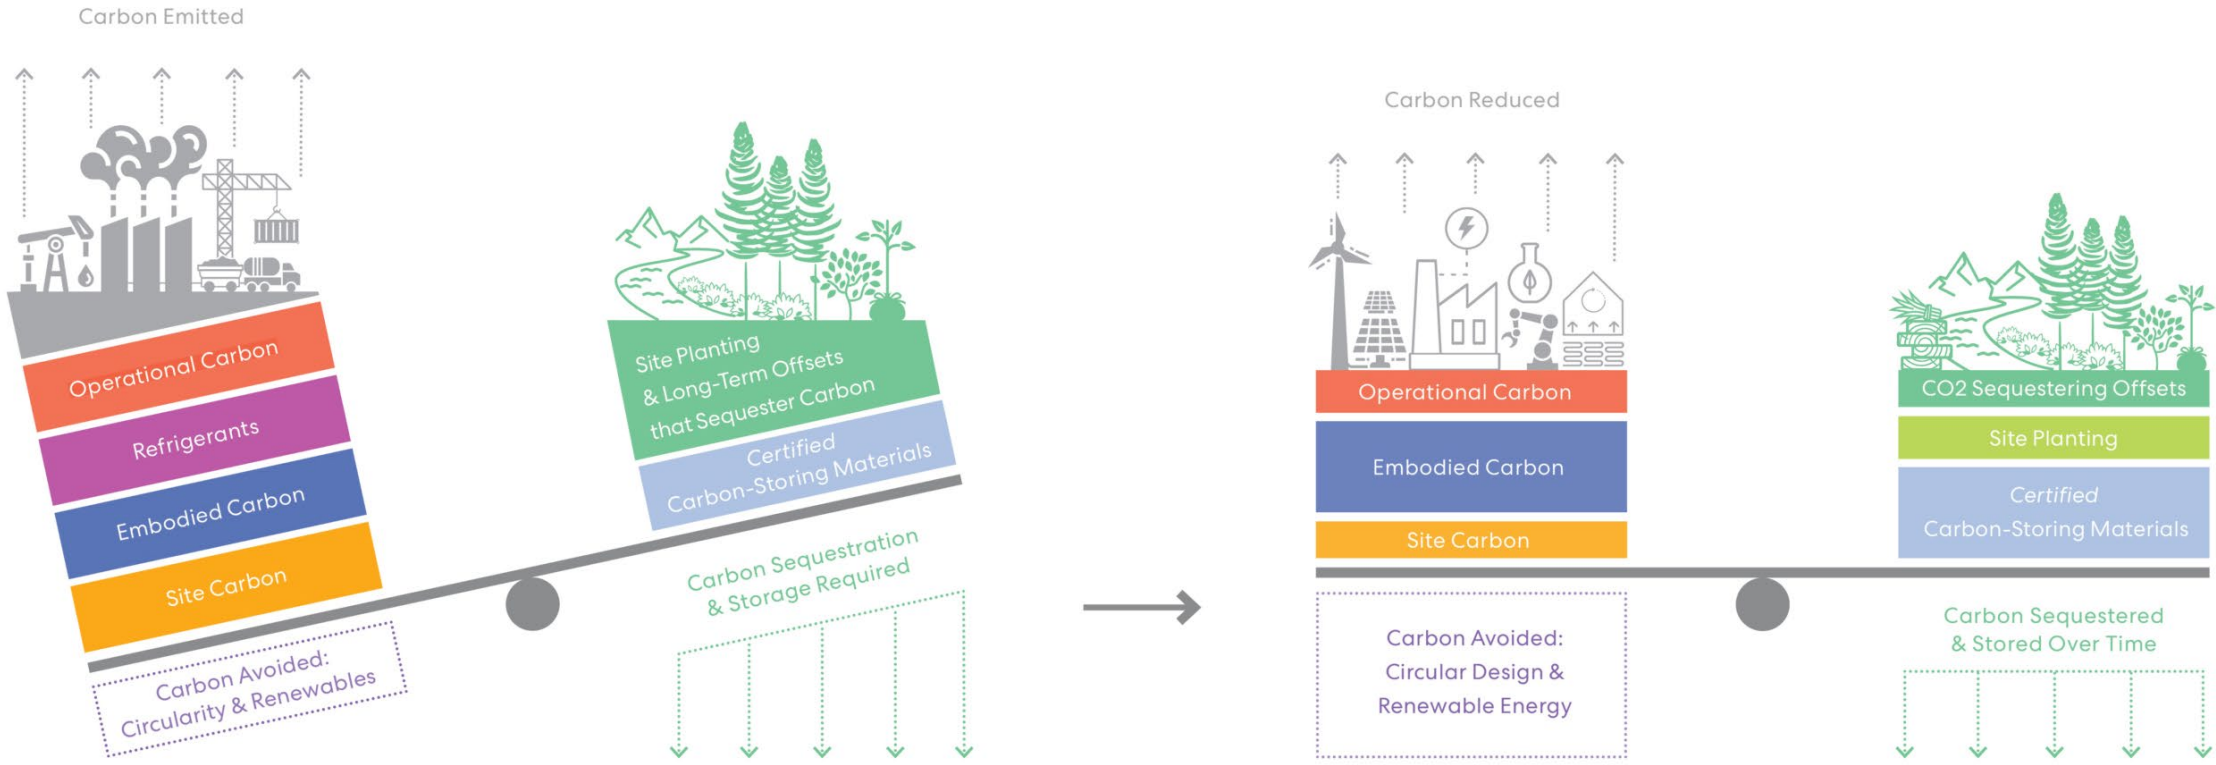 Carbon Emitted
Operational Carbon
Refrigerants
Embodied Carbon
Site Carbon
Carbon Avoided:
Circularity & Renewables
Site Planting
& Long-Term Offsets
that Sequester Carbon
Certified
Carbon-Storing Materials
Carbon Sequestration
& Storage Required
Carbon Reduced
Operational Carbon
Embodied Carbon
Site Carbon
Carbon Avoided:
Circular Design &
Renewable Energy
CO2 Sequestering Offsets
Site Planting
Certified
Carbon-Storing Materials
Carbon Sequestered
& Stored Over Time